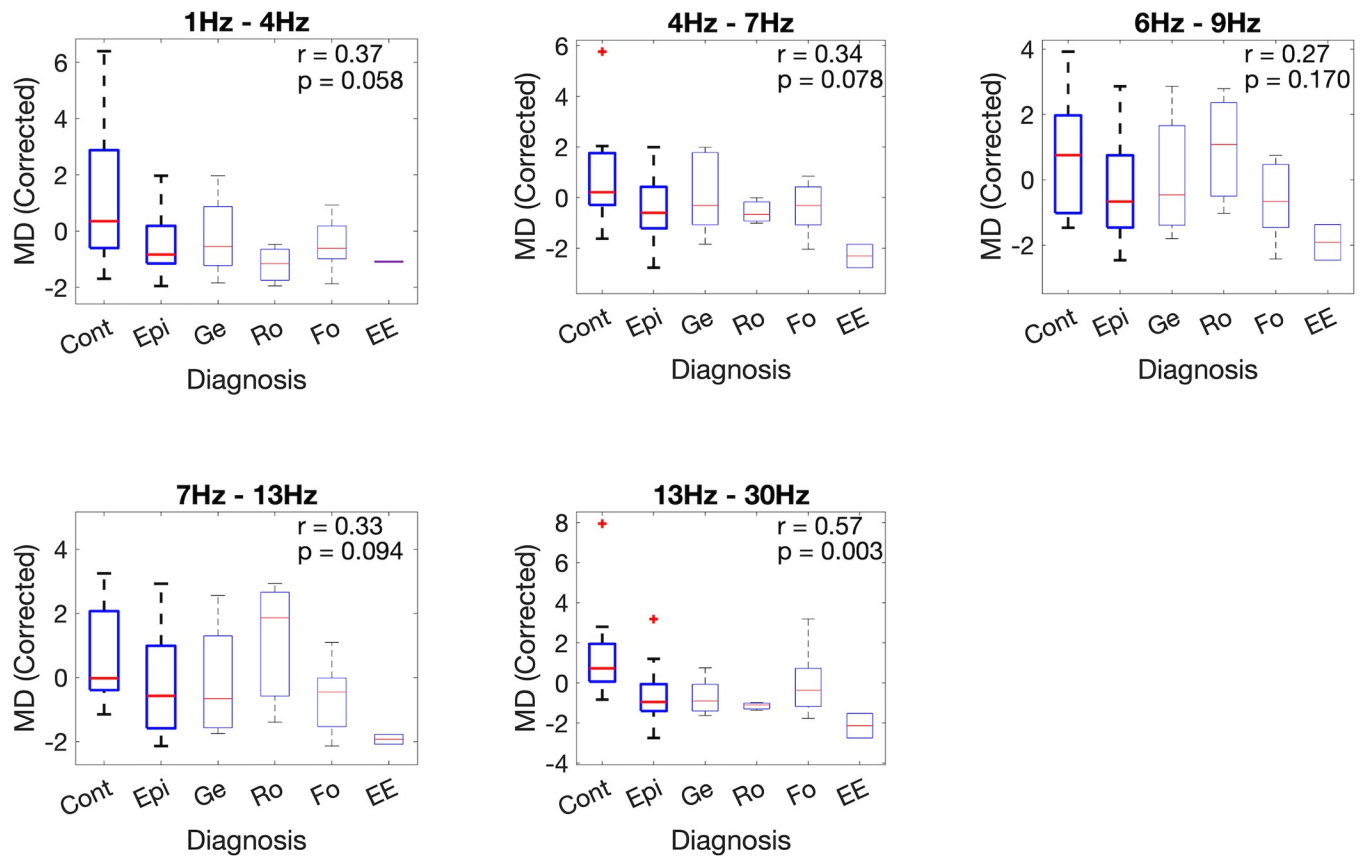 1Hz - 4Hz
r = 0.37
p = 0.058
6
4
2
0
-2
MD (Corrected)
Cont Epi Ge Ro Fo EE
Diagnosis
4Hz - 7Hz
r = 0.34
p = 0.078
6
4
2
0
-2
MD (Corrected)
Cont Epi Ge Ro Fo EE
Diagnosis
6Hz - 9Hz
r = 0.27
p = 0.170
4
2
0
-2
MD (Corrected)
Cont Epi Ge Ro Fo EE
Diagnosis
7Hz - 13Hz
r = 0.33
p = 0.094
4
2
0
-2
MD (Corrected)
Cont Epi Ge Ro Fo EE
Diagnosis
13Hz - 30Hz
r = 0.57
p = 0.003
8
6
4
2
0
-2
-4
MD (Corrected)
Cont Epi Ge Ro Fo EE
Diagnosis